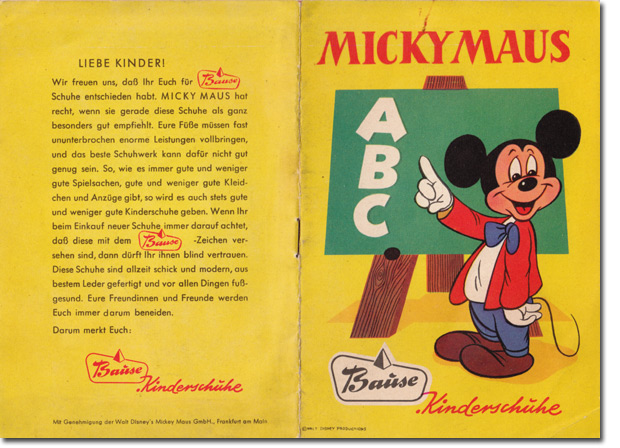 LIEBE KINDER!
Wir freuen uns, daß Ihr Euch für Bause
Schuhe entschieden habt. MICKY MAUS hat
recht, wenn sie gerade diese Schuhe als ganz
besonders gut empfiehlt. Eure Füße müssen fast
ununterbrochen enorme Leistungen vollbringen,
und das beste Schuhwerk kann dafür nicht gut
genug sein. So, wie es immer gute und weniger
gute Spielsachen, gute und weniger gute Kleid-
chen und Anzüge gibt, so wird es auch stets gute
und weniger gute Kinderschuhe geben. Wenn Ihr
beim Einkauf neuer Schuhe immer darauf achtet,
daß diese mit dem Bause -Zeichen ver-
sehen sind, dann dürft Ihr ihnen blind vertrauen.
Diese Schuhe sind allzeit schick und modern, aus
bestem Leder gefertigt und vor allen Dingen fuß-
gesund. Eure Freundinnen und Freunde werden
Euch immer darum beneiden.
Darum merkt Euch:
Bause
Kinderschuhe
Mit Genehmigung der Walt Disney's Mickey Maus GmbH., Frankfurt am Main
MICKY MAUS
A
B
C
Bause
Kinderschuhe
©WALT DISNEY PRODUCTIONS